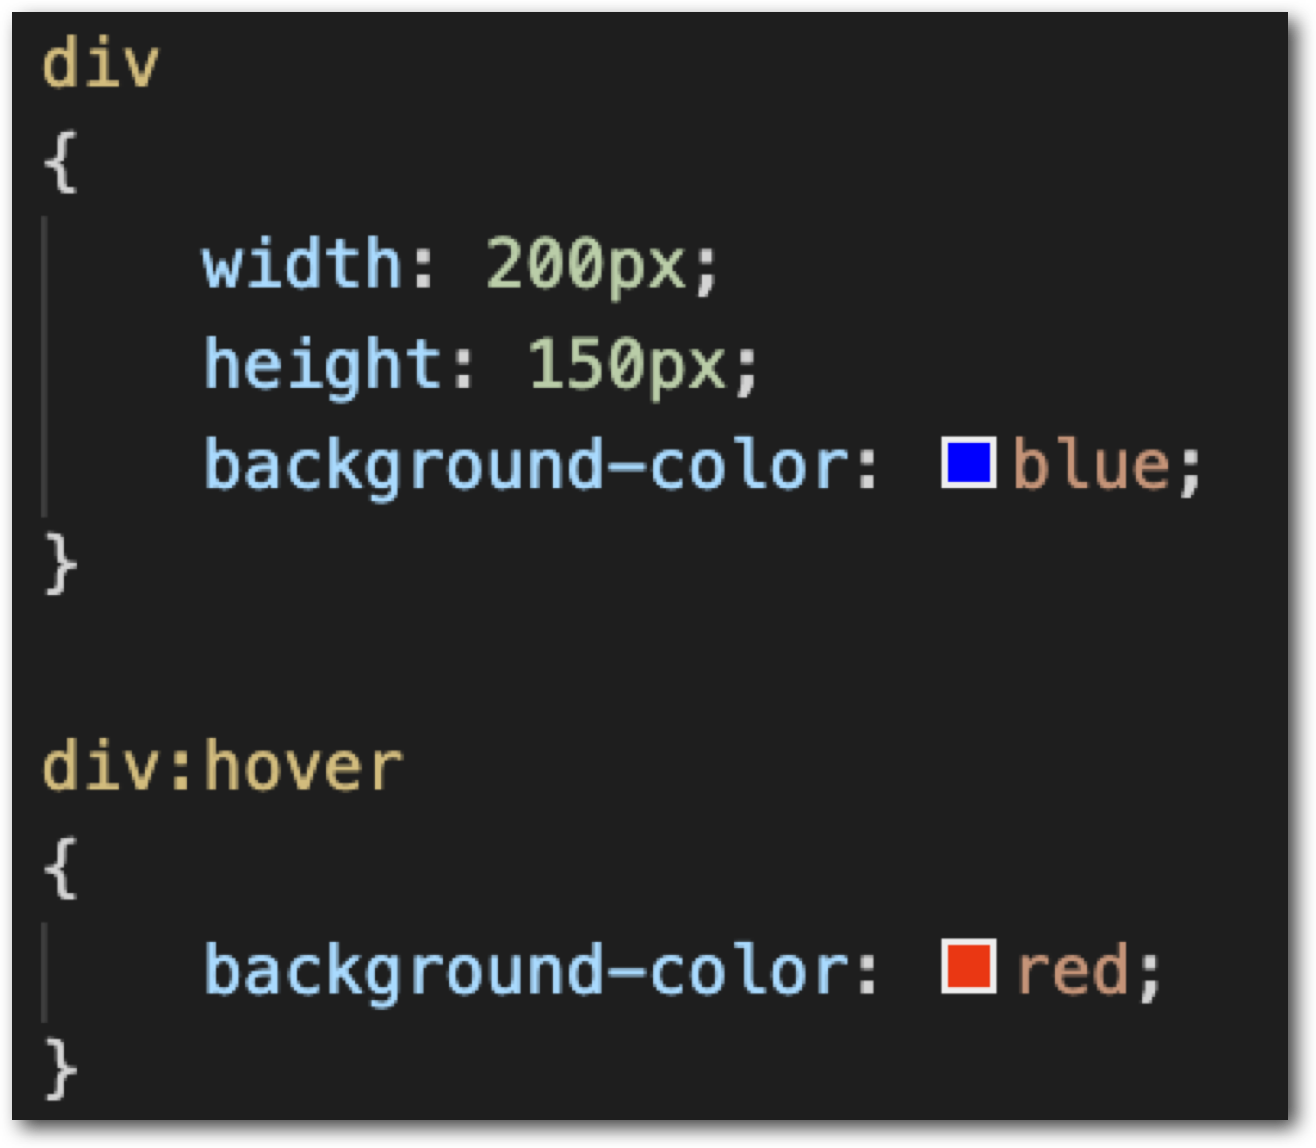 div
{
    width: 200px;
    height: 150px;
    background-color: blue;
}

div:hover
{
    background-color: red;
}